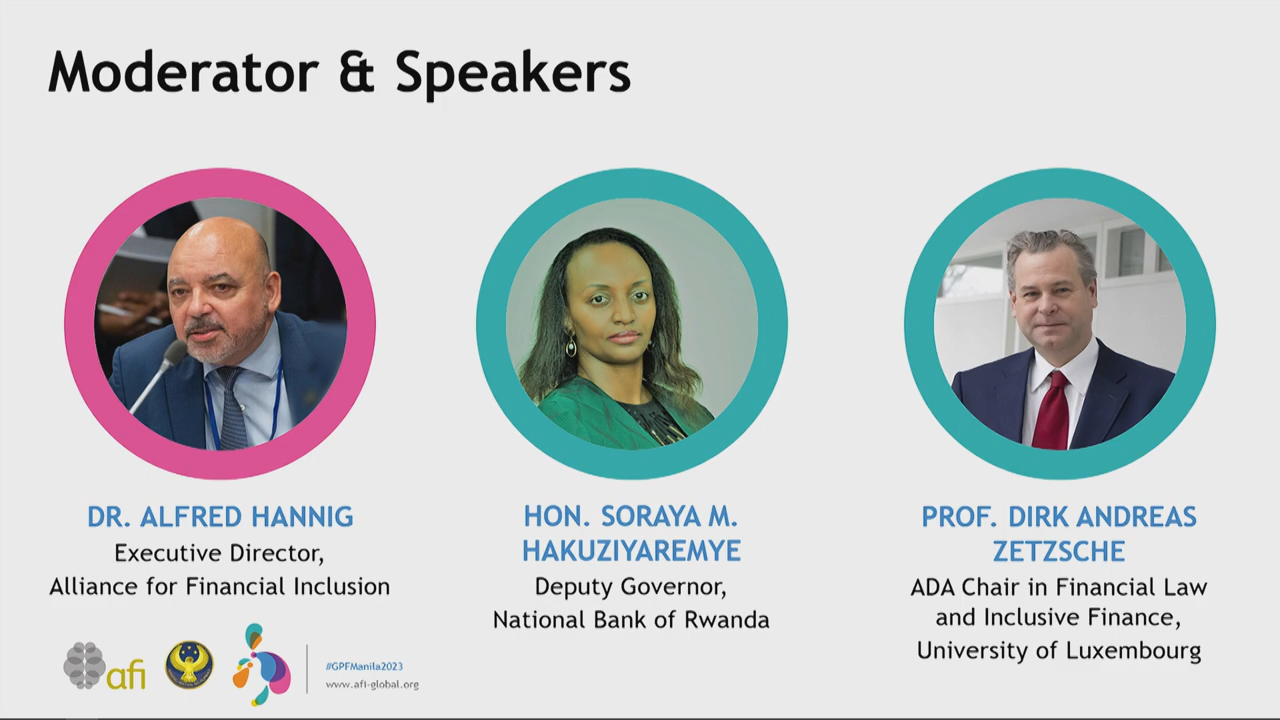 Moderator & Speakers
DR. ALFRED HANNIG
Executive Director,
Alliance for Financial Inclusion
HON. SORAYA M.
HAKUZIYAREMYE
Deputy Governor,
National Bank of Rwanda
PROF. DIRK ANDREAS
ZETZSCHE
ADA Chair in Financial Law
and Inclusive Finance,
University of Luxembourg
afi
#GPFManila2023
www.afi-global.org